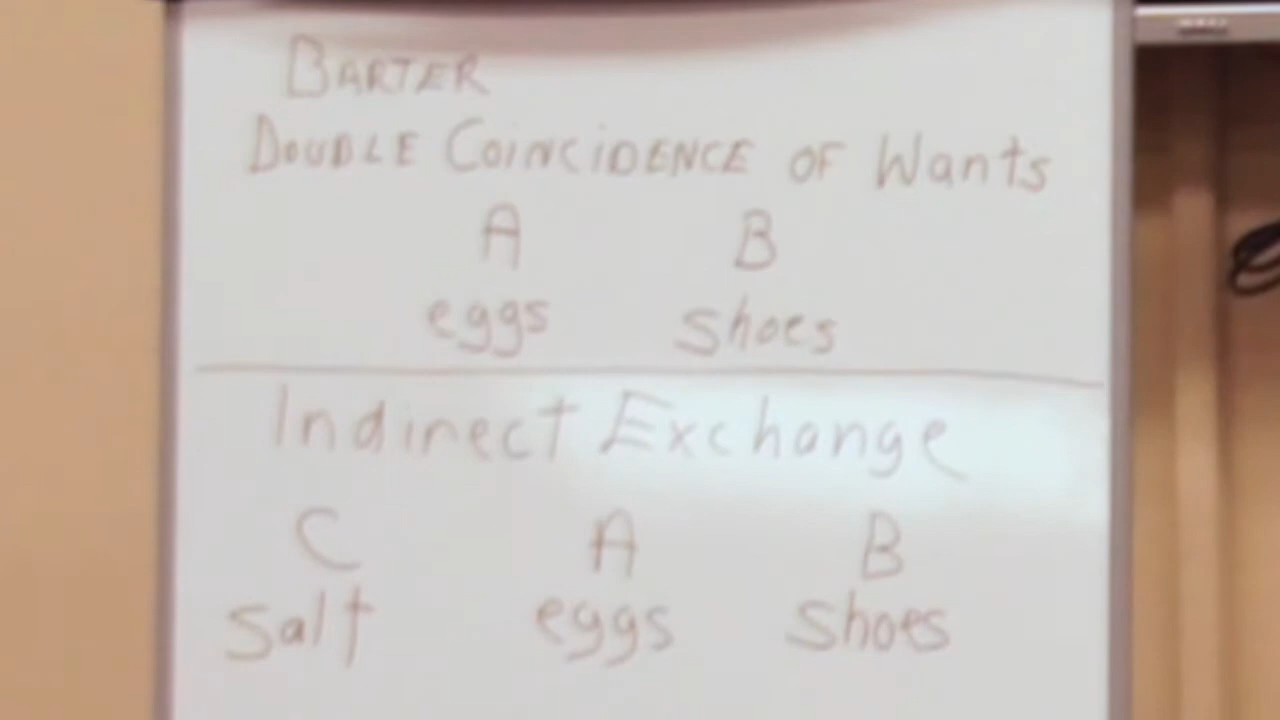 BARTER
DOUBLE COINCIDENCE OF Wants
A B
eggs shoes
Indirect Exchange
C A B
Salt eggs Shoes